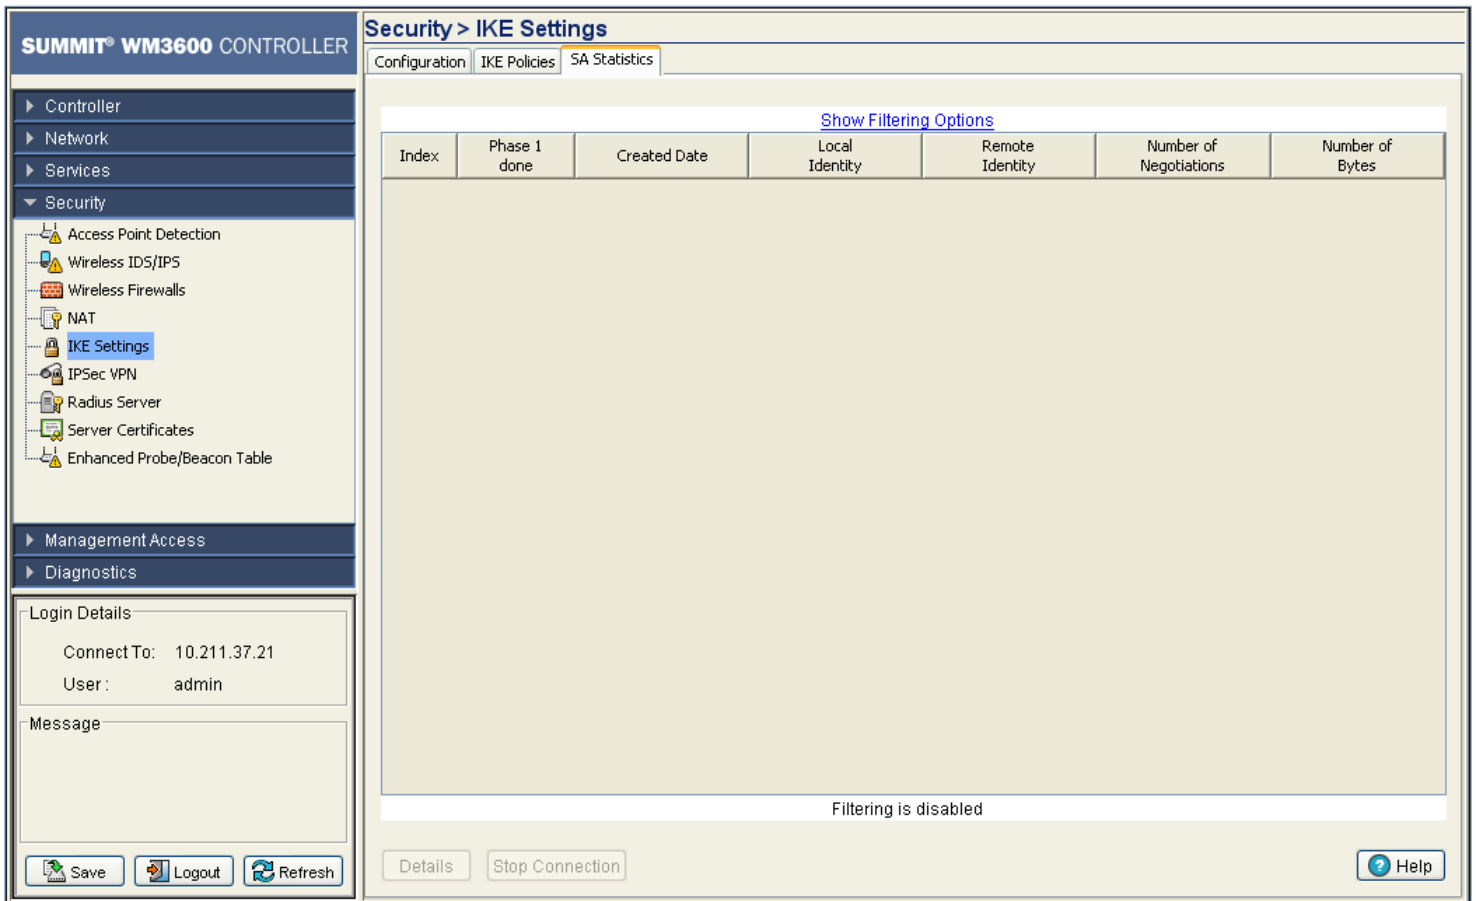 SUMMIT® WM3600 CONTROLLER
Controller
Network
Services
Security
Access Point Detection
Wireless IDS/IPS
Wireless Firewalls
NAT
IKE Settings
IPSec VPN
Radius Server
Server Certificates
Enhanced Probe/Beacon Table
Management Access
Diagnostics
Login Details
Connect To: 10.211.37.21
User : admin
Message
Save Logout Refresh
Security > IKE Settings
Configuration IKE Policies SA Statistics
Show Filtering Options
Index Phase 1 done Created Date Local Identity Remote Identity Number of Negotiations Number of Bytes
Filtering is disabled
Details Stop Connection Help